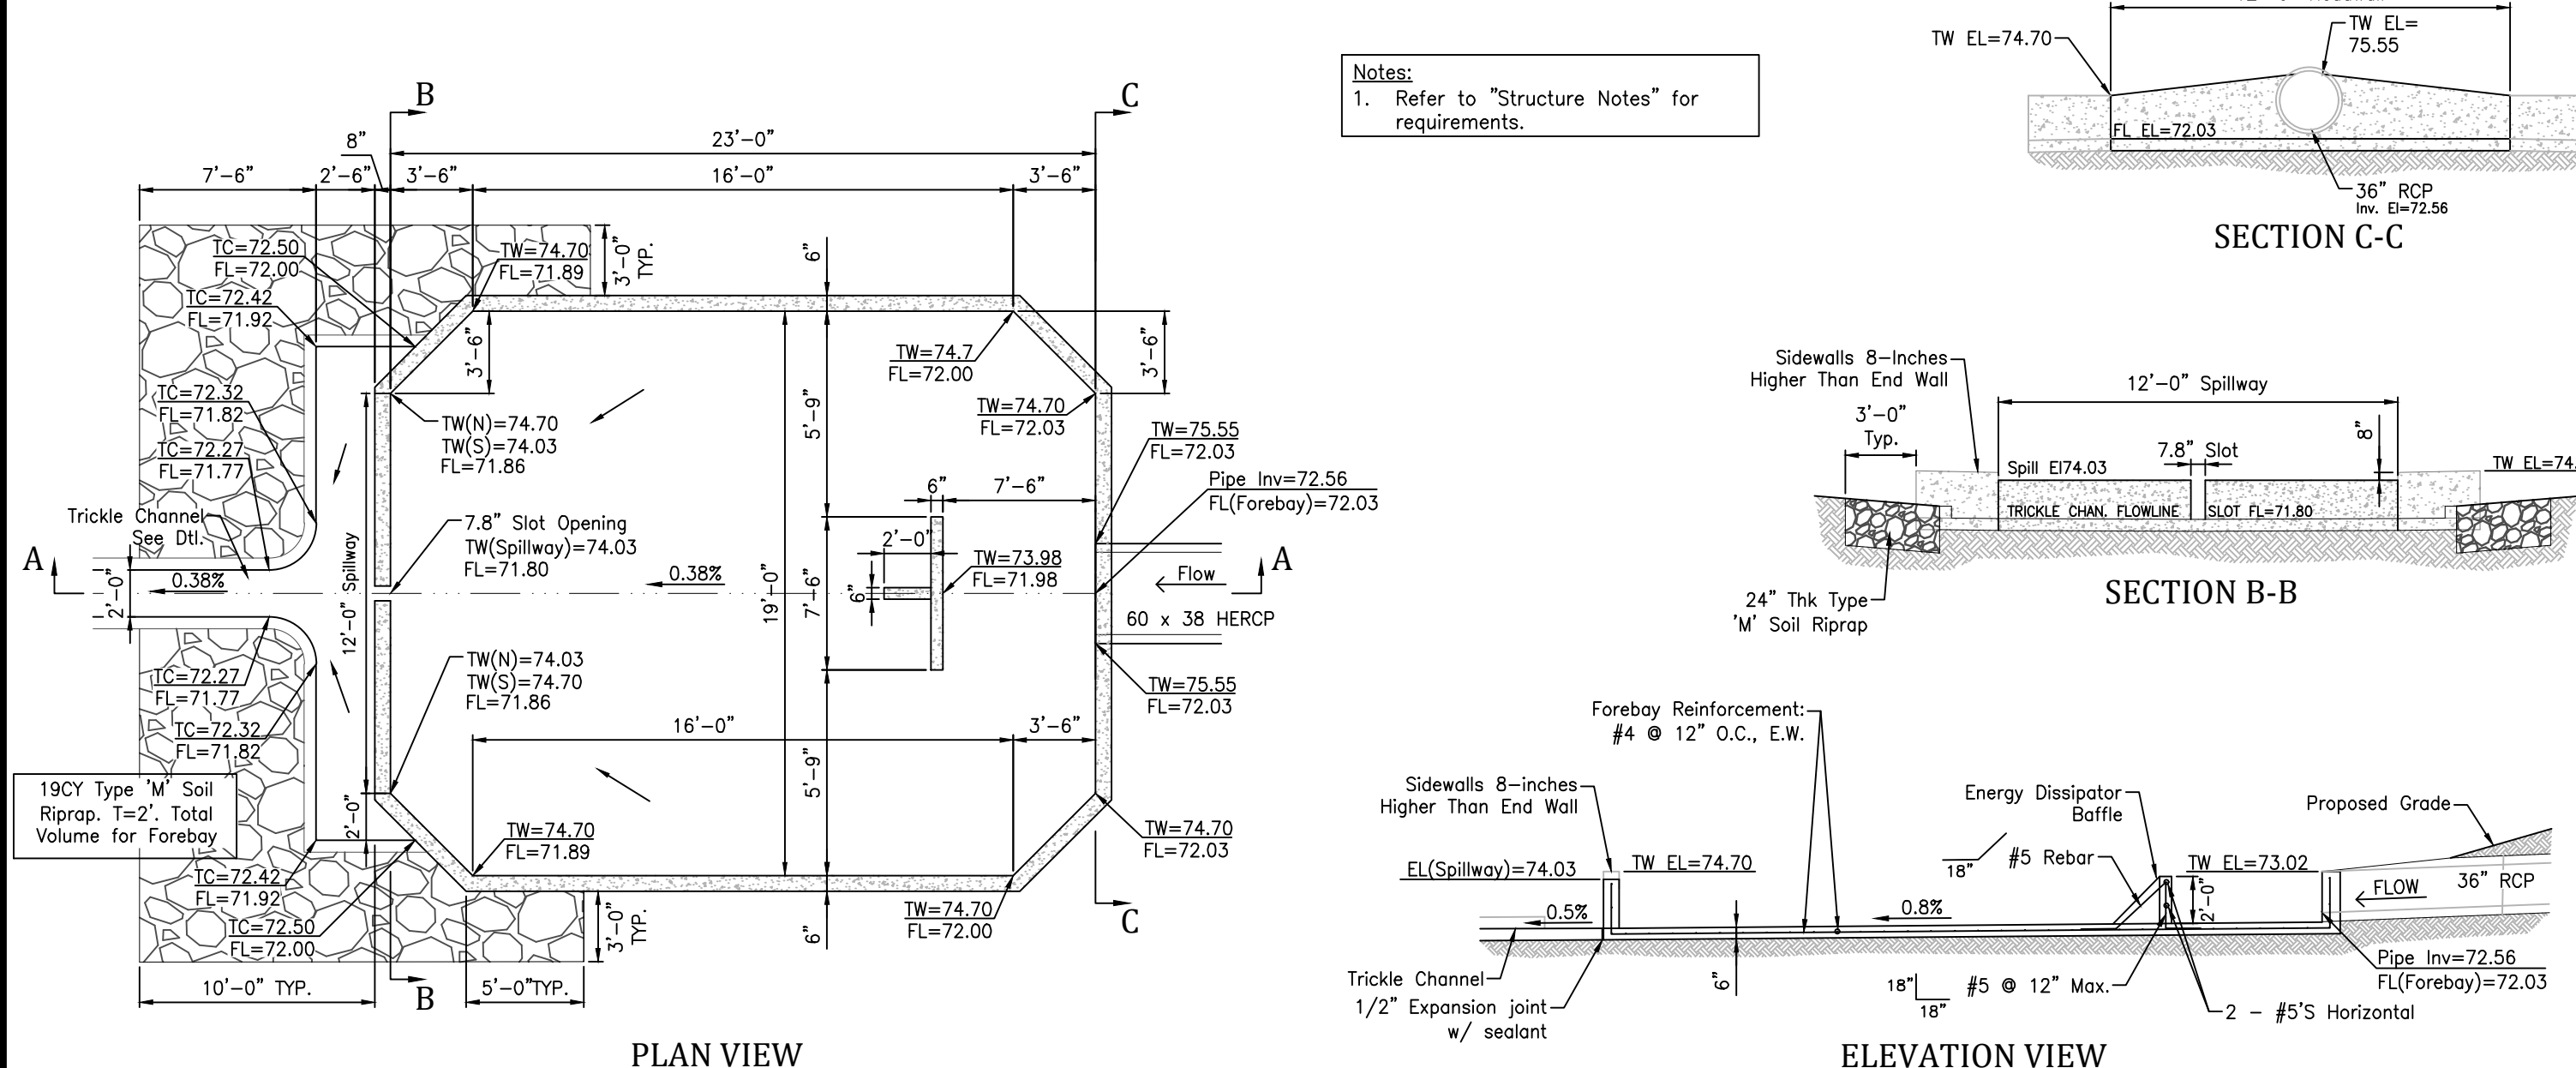 B
C
23'-0"
8"
7'-6"
2'-6"
3'-6"
16'-0"
3'-6"
TC=72.50
FL=72.00
TW=74.70
FL=71.89
3'-0"
TYP.
6"
TC=72.42
FL=71.92
3'-6"
TW=74.7
FL=72.00
3'-6"
TC=72.32
FL=71.82
TW(N)=74.70
TW(S)=74.03
FL=71.86
5'-9"
TW=74.70
FL=72.03
TC=72.27
FL=71.77
TW=75.55
FL=72.03
Trickle Channel
See Dtl.
7.8" Slot Opening
TW(Spillway)=74.03
FL=71.80
6"
7'-6"
Pipe Inv=72.56
FL(Forebay)=72.03
2'-0"
TW=73.98
FL=71.98
A
A
0.38%
0.38%
Flow
2'-0"
12'-0" Spillway
19'-0"
7'-6"
6"
60 x 38 HERCP
TC=72.27
FL=71.77
TW(N)=74.03
TW(S)=74.70
FL=71.86
TW=75.55
FL=72.03
TC=72.32
FL=71.82
16'-0"
3'-6"
19CY Type 'M' Soil
Riprap. T=2'. Total
Volume for Forebay
2'-0"
5'-9"
TW=74.70
FL=71.89
TW=74.70
FL=72.03
TC=72.42
FL=71.92
TC=72.50
FL=72.00
3'-0"
TYP.
6"
TW=74.70
FL=72.00
C
10'-0" TYP.
B
5'-0"TYP.
PLAN VIEW
Notes:
1. Refer to "Structure Notes" for
requirements.
TW EL=74.70
TW EL=
75.55
FL EL=72.03
36" RCP
Inv. El=72.56
SECTION C-C
Sidewalls 8-Inches
Higher Than End Wall
12'-0" Spillway
3'-0"
Typ.
7.8" Slot
8"
Spill El74.03
TRICKLE CHAN. FLOWLINE
SLOT FL=71.80
24" Thk Type
'M' Soil Riprap
SECTION B-B
Forebay Reinforcement:
#4 @ 12" O.C., E.W.
Sidewalls 8-inches
Higher Than End Wall
Energy Dissipator
Baffle
Proposed Grade
EL(Spillway)=74.03
TW EL=74.70
18"
#5 Rebar
TW EL=73.02
36" RCP
FLOW
2'-0"
0.5%
0.8%
Trickle Channel
1/2" Expansion joint
w/ sealant
6"
18"
18"
#5 @ 12" Max.
Pipe Inv=72.56
FL(Forebay)=72.03
2 - #5'S Horizontal
ELEVATION VIEW